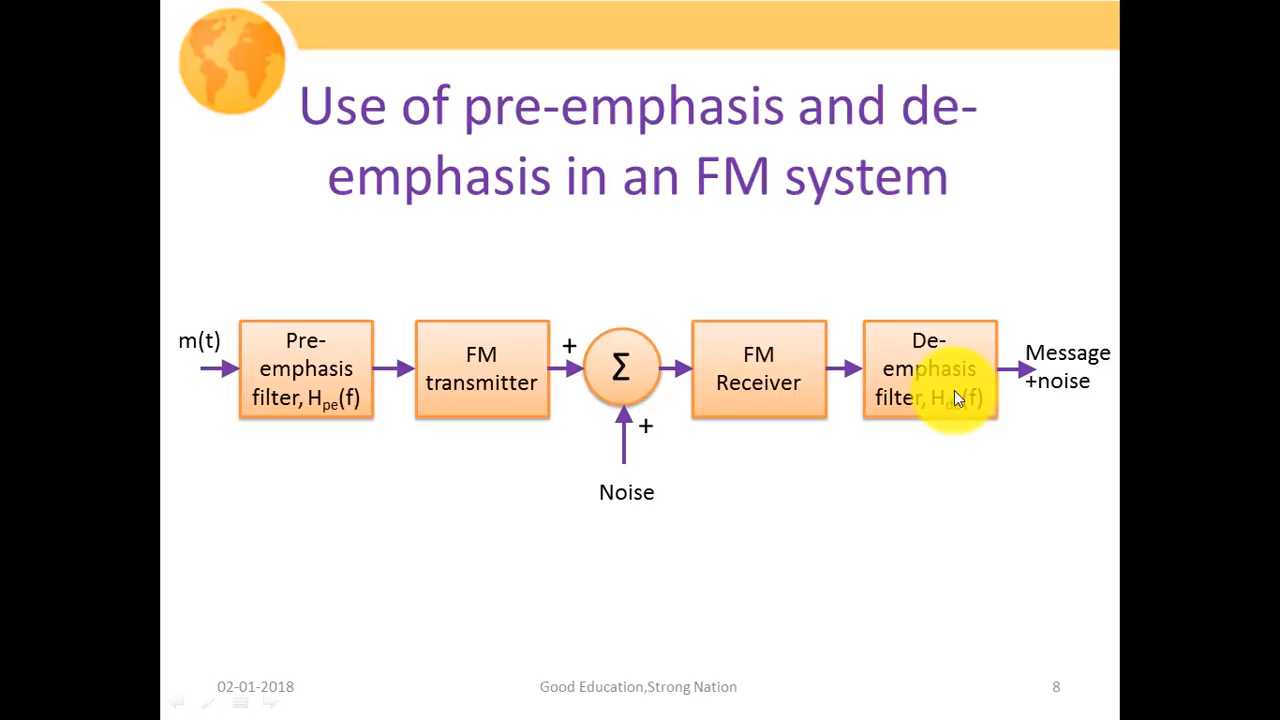 Use of pre-emphasis and de-
emphasis in an FM system
m(t)
Pre-
emphasis
filter, Hpe(f)
FM
transmitter
+
Σ
+
Noise
FM
Receiver
De-
emphasis
filter, Hde(f)
Message
+noise
02-01-2018
Good Education,Strong Nation
8